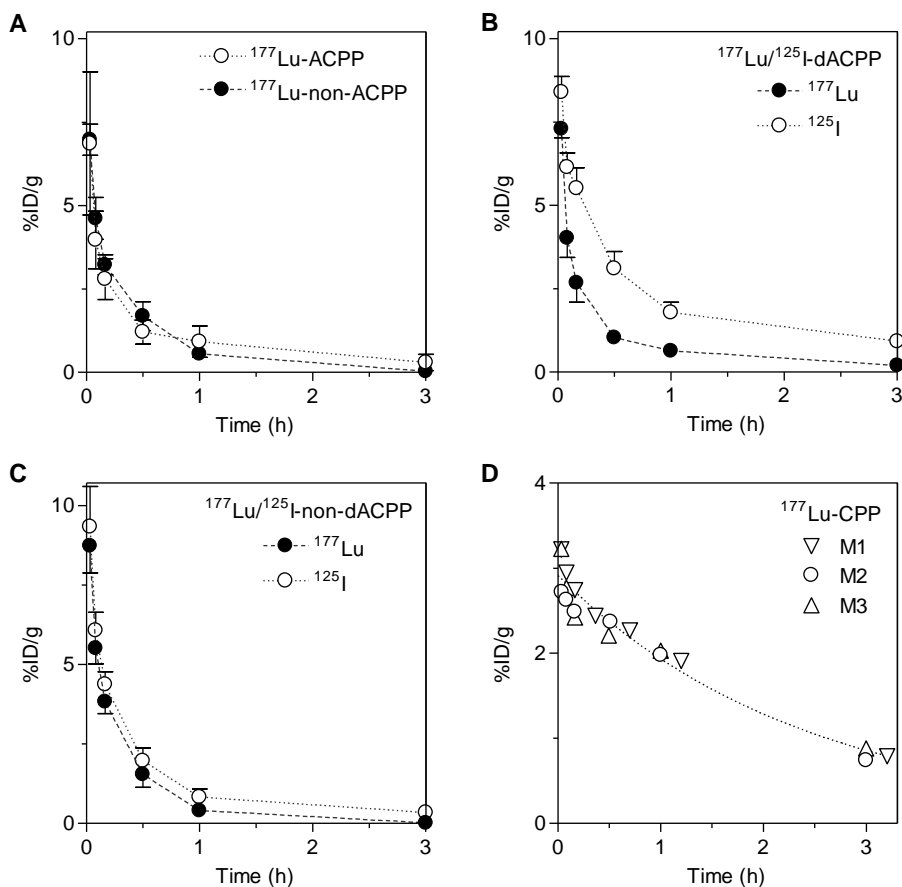 A
10
5
0
%ID/g
0 1 2 3
Time (h)
¹⁷⁷Lu-ACPP
¹⁷⁷Lu-non-ACPP
B
10
5
0
%ID/g
0 1 2 3
Time (h)
¹⁷⁷Lu/¹²⁵I-dACPP
¹⁷⁷Lu
¹²⁵I
C
10
5
0
%ID/g
0 1 2 3
Time (h)
¹⁷⁷Lu/¹²⁵I-non-dACPP
¹⁷⁷Lu
¹²⁵I
D
4
2
0
%ID/g
0 1 2 3
Time (h)
¹⁷⁷Lu-CPP
M1
M2
M3